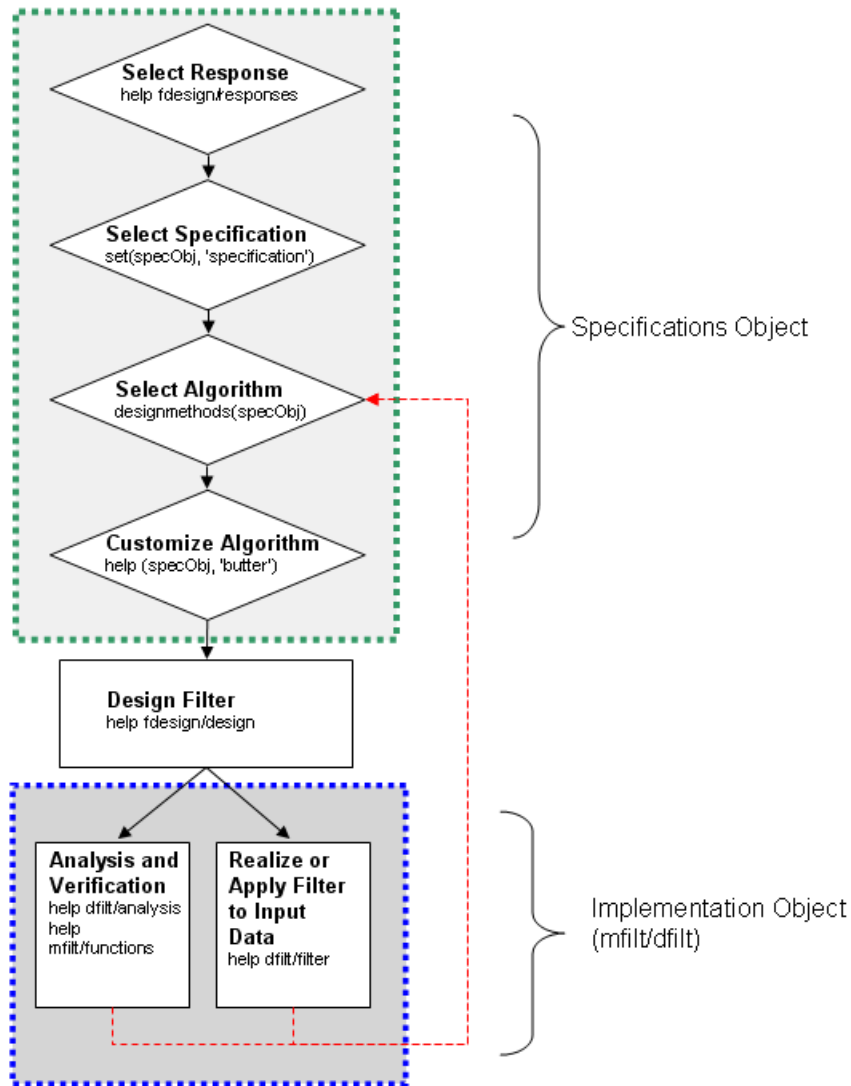 Select Response
help fdesign/responses
Select Specification
set(specObj, 'specification')
Specifications Object
Select Algorithm
designmethods(specObj)
Customize Algorithm
help (specObj, 'butter')
Design Filter
help fdesign/design
Analysis and
Verification
help dfilt/analysis
help
mfilt/functions
Realize or
Apply Filter
to Input
Data
help dfilt/filter
Implementation Object
(mfilt/dfilt)